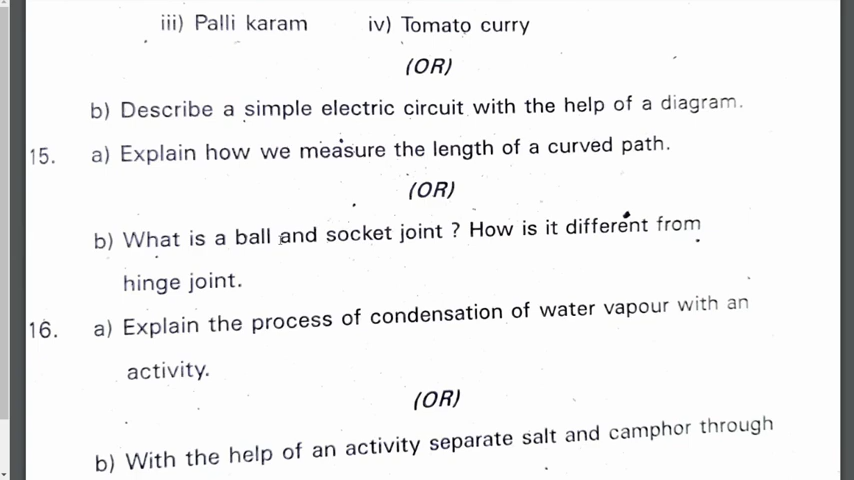 iii) Palli karam iv) Tomato curry
(OR)
b) Describe a simple electric circuit with the help of a diagram.
15. a) Explain how we measure the length of a curved path.
(OR)
b) What is a ball and socket joint ? How is it different from
hinge joint.
16. a) Explain the process of condensation of water vapour with an
activity.
(OR)
b) With the help of an activity separate salt and camphor through